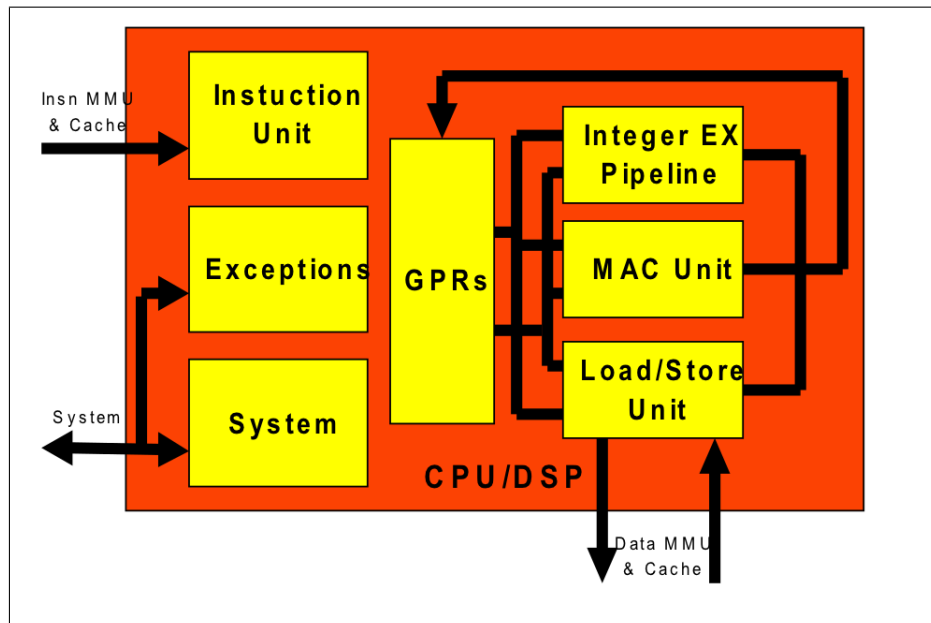 Insn MMU
& Cache
Instuction
Unit
Integer EX
Pipeline
Exceptions
GPRs
MAC Unit
System
System
Load/Store
Unit
CPU/DSP
Data MMU
& Cache